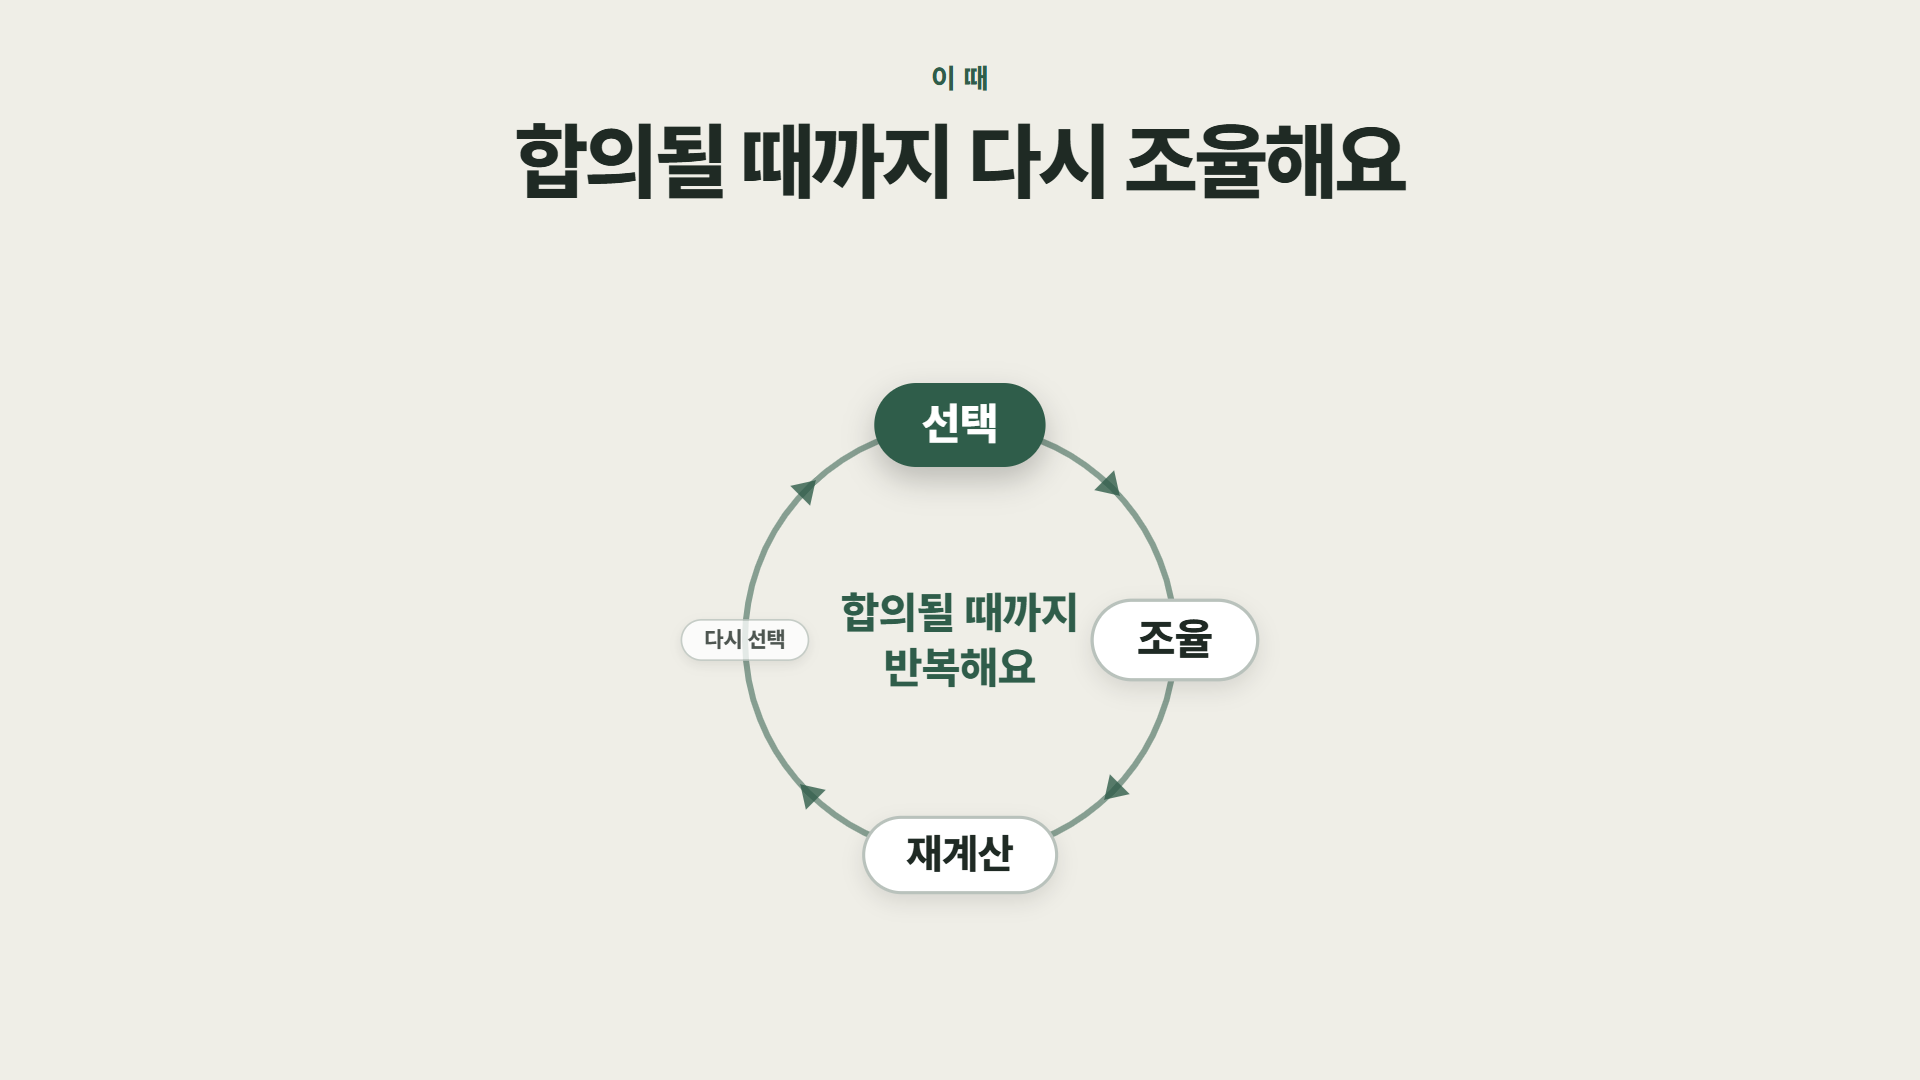 이 때
합의될 때까지 다시 조율해요
선택
합의될 때까지
반복해요
조율
다시 선택
재계산